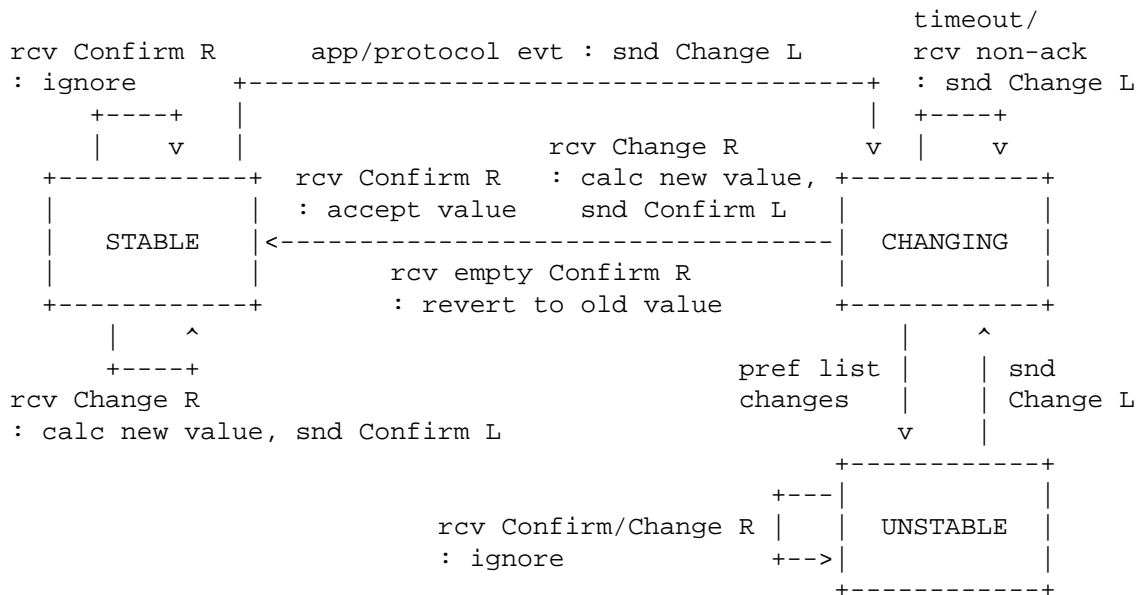 timeout/
rcv Confirm R      app/protocol evt : snd Change L      rcv non-ack
: ignore      +---------------------------------------+      : snd Change L
+----+   |                                       |  +----+
|    v   |                   rcv Change R        v  |    v
+------------+  rcv Confirm R   : calc new value, +------------+
|            |  : accept value    snd Confirm L   |            |
|   STABLE   |<-----------------------------------|  CHANGING  |
|            |        rcv empty Confirm R         |            |
+------------+        : revert to old value       +------------+
|    ^                                            |    ^
+----+                                  pref list |    | snd
rcv Change R                            changes   |    | Change L
: calc new value, snd Confirm L                   v    |
+------------+
+---|            |
rcv Confirm/Change R |   |  UNSTABLE  |
: ignore             +-->|            |
+------------+